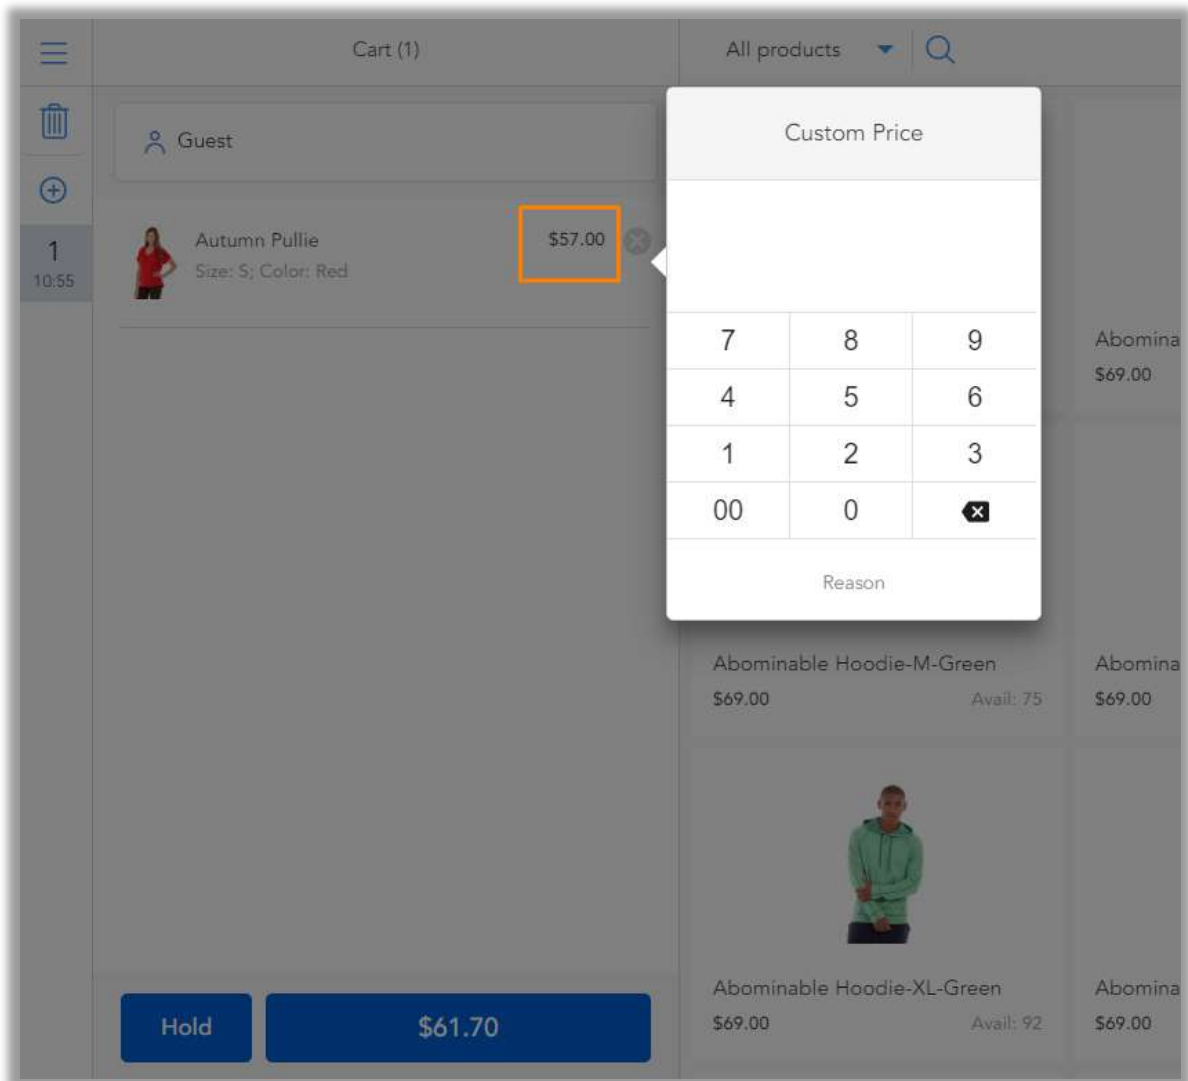 Cart (1)
All products
Guest
Custom Price
1
10:55
Autumn Pullie
$57.00
Size: S; Color: Red
7 8 9
4 5 6
1 2 3
00 0
Reason
Abomina
$69.00
Abominable Hoodie-M-Green
$69.00 Avail: 75
Abomina
$69.00
Abominable Hoodie-XL-Green
$69.00 Avail: 92
Abomina
$69.00
Hold
$61.70